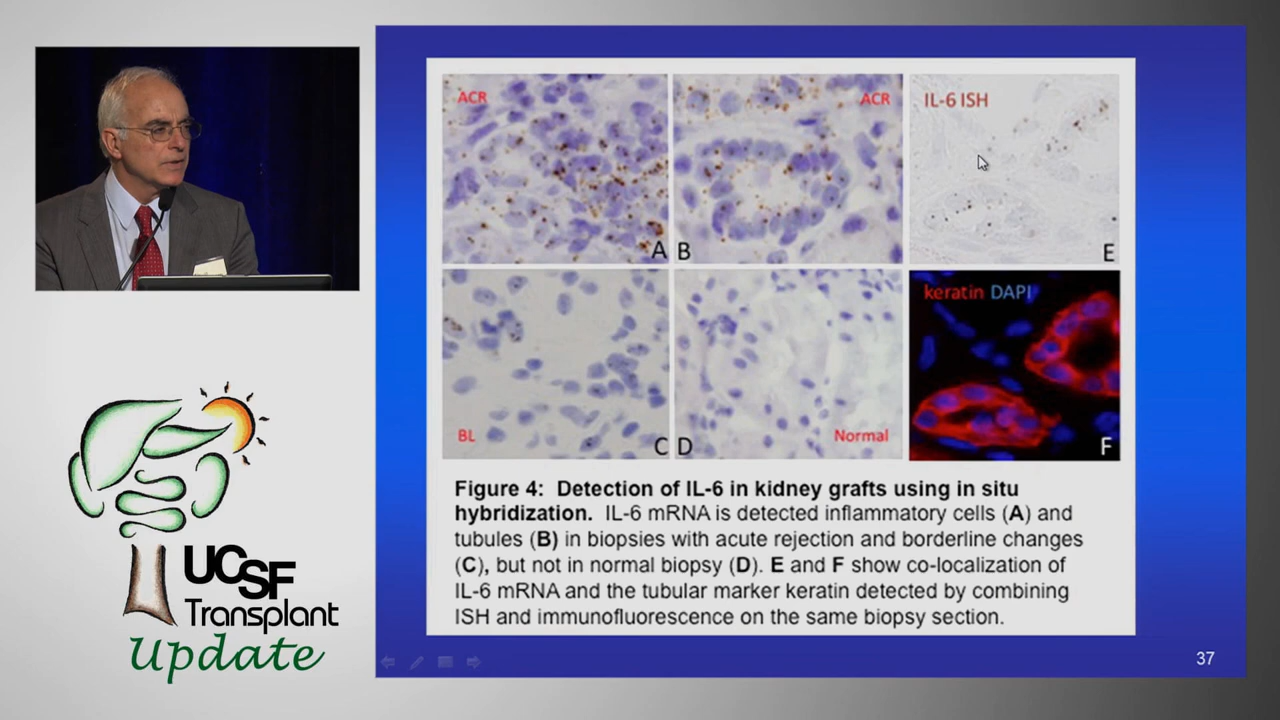 ACR
ACR
IL-6 ISH
A
B
E
BL
C
D
Normal
keratin DAPI
F
Figure 4: Detection of IL-6 in kidney grafts using in situ
hybridization. IL-6 mRNA is detected inflammatory cells (A) and
tubules (B) in biopsies with acute rejection and borderline changes
(C), but not in normal biopsy (D). E and F show co-localization of
IL-6 mRNA and the tubular marker keratin detected by combining
ISH and immunofluorescence on the same biopsy section.
37
UCSF
Transplant
Update